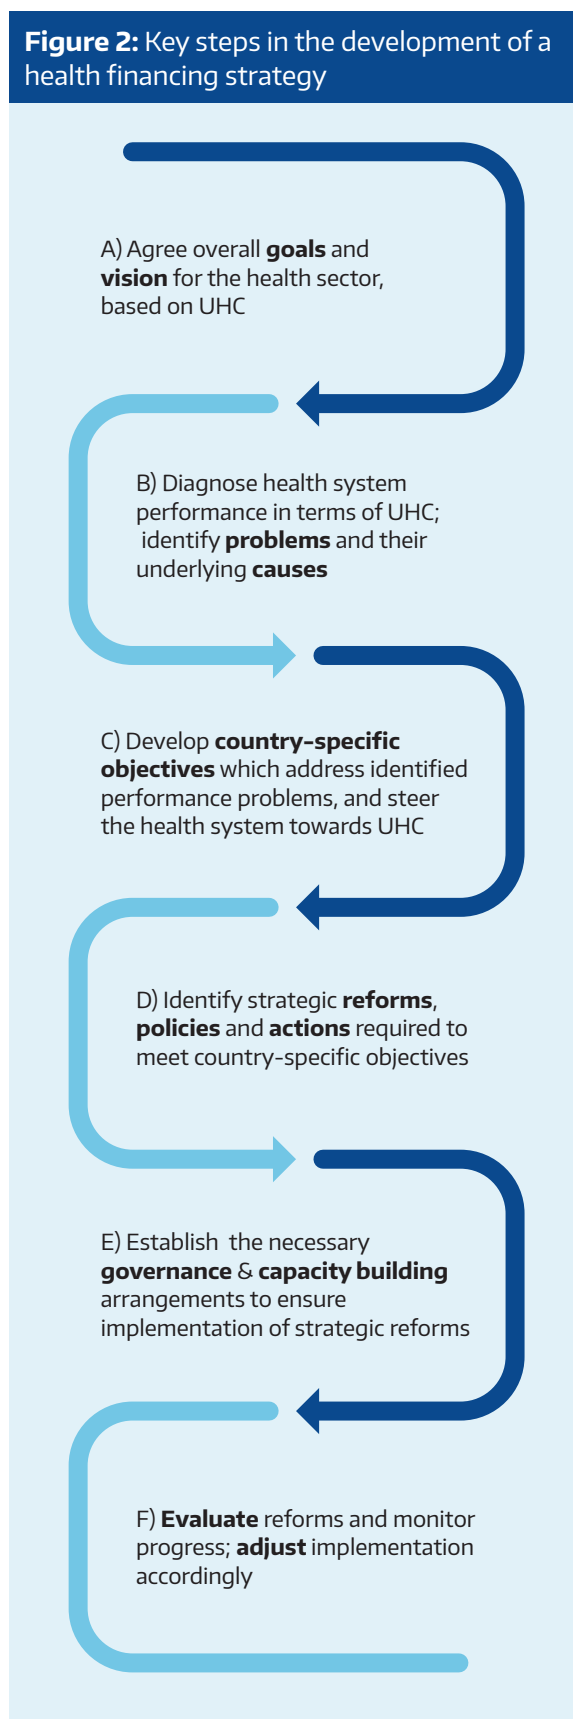 Figure 2: Key steps in the development of a
health financing strategy
A) Agree overall goals and
vision for the health sector,
based on UHC
B) Diagnose health system
performance in terms of UHC;
identify problems and their
underlying causes
C) Develop country-specific
objectives which address identified
performance problems, and steer
the health system towards UHC
D) Identify strategic reforms,
policies and actions required to
meet country-specific objectives
E) Establish the necessary
governance & capacity building
arrangements to ensure
implementation of strategic reforms
F) Evaluate reforms and monitor
progress; adjust implementation
accordingly